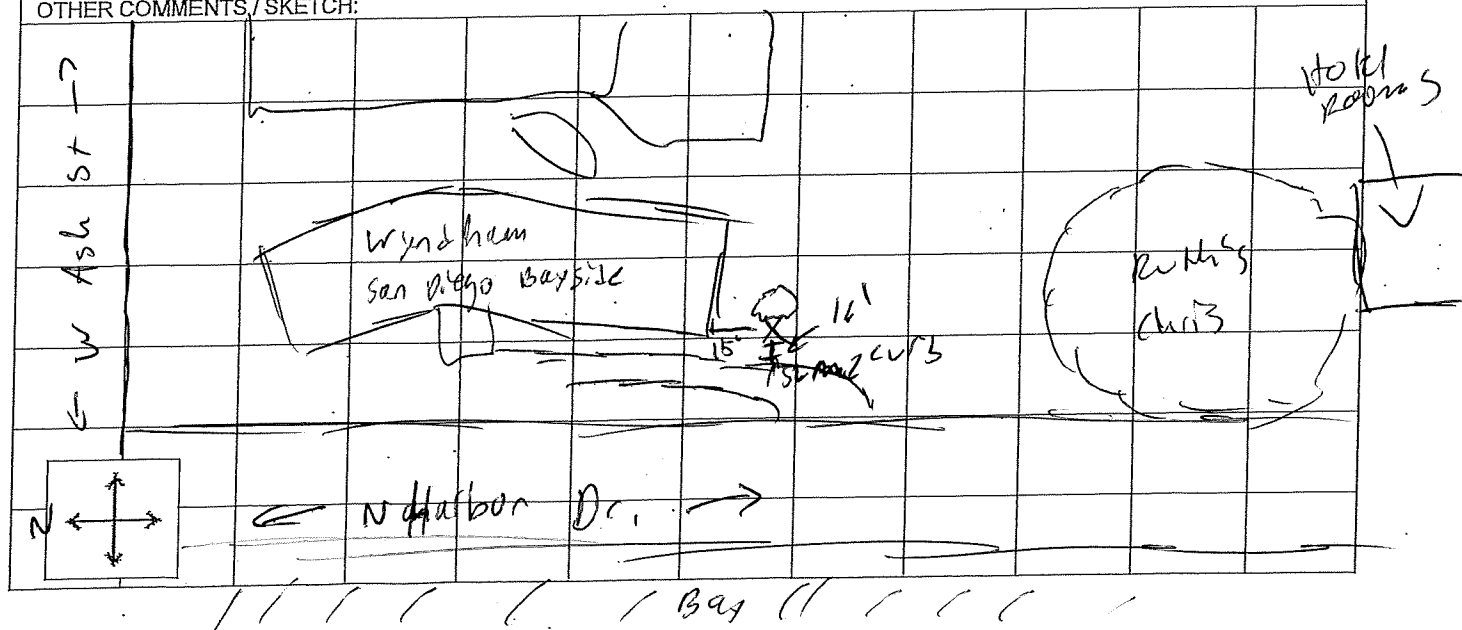 OTHER COMMENTS / SKETCH:
← W Ash St →
Hotel
Rooms
Wyndham
San Diego Bayside
Ruth's
Chris
16'
15'
curb
N
← N Harbor Dr. →
Bay